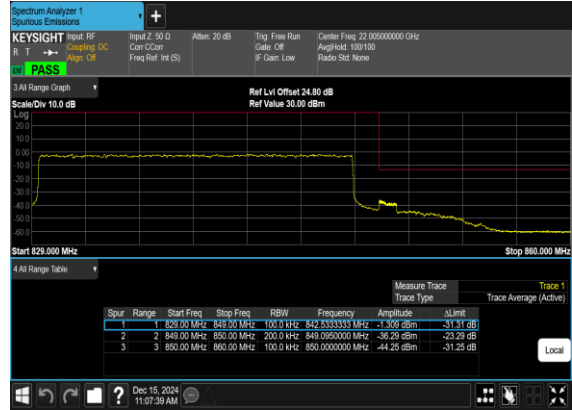 Spectrum Analyzer 1
Spurious Emissions
KEYSIGHT Input: RF Input Z: 50 Ω Atten: 20 dB Trig: Free Run Center Freq: 22.005000000 GHz
R T Coupling: DC Corr CCorr Gate: Off Avg|Hold: 100/100
Align: Off Freq Ref: Int (S) IF Gain: Low Radio Std: None
PASS
3 All Range Graph
Ref Lvl Offset 24.80 dB
Scale/Div 10.0 dB Ref Value 30.00 dBm
Log
20.0
10.0
0.00
-10.0
-20.0
-30.0
-40.0
-50.0
-60.0
Start 829.000 MHz Stop 860.000 MHz
4 All Range Table
Measure Trace Trace 1
Trace Type Trace Average (Active)
Spur Range Start Freq Stop Freq RBW Frequency Amplitude ΔLimit
1 1 829.00 MHz 849.00 MHz 100.0 kHz 842.5333333 MHz -1.309 dBm -31.31 dB
2 2 849.00 MHz 850.00 MHz 200.0 kHz 849.0950000 MHz -36.29 dBm -23.29 dB
3 3 850.00 MHz 860.00 MHz 100.0 kHz 850.0000000 MHz -44.25 dBm -31.25 dB
Local
? Dec 15, 2024
11:07:39 AM